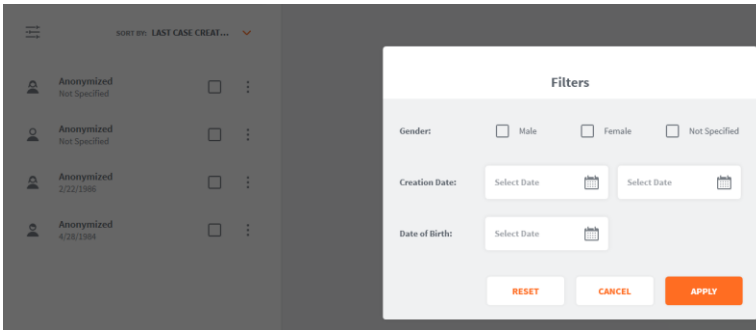 SORT BY: LAST CASE CREAT...
Anonymized
Not Specified
Anonymized
Not Specified
Anonymized
2/22/1986
Anonymized
4/28/1984
Filters
Gender: Male Female Not Specified
Creation Date: Select Date Select Date
Date of Birth: Select Date
RESET CANCEL APPLY